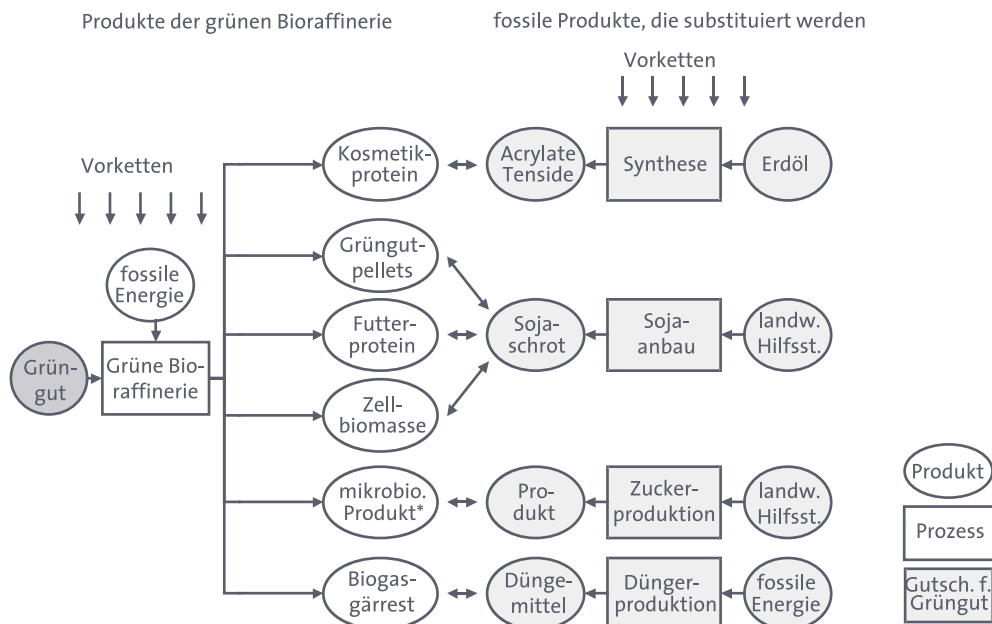 Produkte der grünen Bioraffinerie
fossile Produkte, die substituiert werden
Vorketten
Vorketten
Kosmetik-
protein
Acrylate
Tenside
Synthese
Erdöl
Grüngut-
pellets
fossile
Energie
Futter-
protein
Soja-
schrot
Soja-
anbau
landw.
Hilfsst.
Grün-
gut
Grüne Bio-
raffinerie
Zell-
biomasse
mikrobio.
Produkt*
Pro-
dukt
Zucker-
produktion
landw.
Hilfsst.
Biogas-
gärrest
Dünge-
mittel
Dünger-
produktion
fossile
Energie
Produkt
Prozess
Gutsch. f.
Grüngut